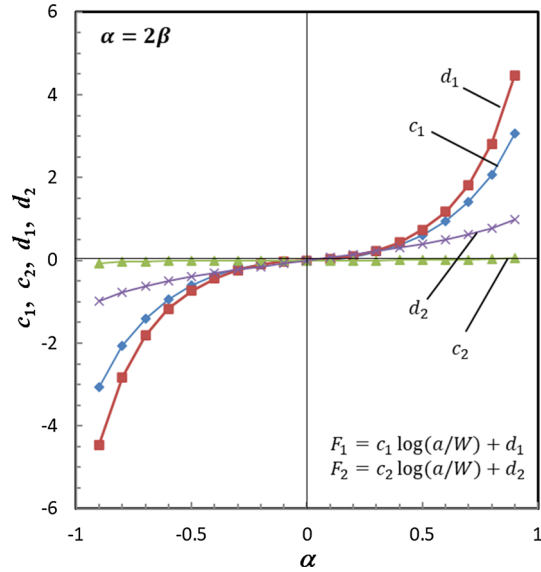 α = 2β
6
4
2
0
-2
-4
-6
c₁, c₂, d₁, d₂
d₁
c₁
d₂
c₂
F₁ = c₁ log(a/W) + d₁
F₂ = c₂ log(a/W) + d₂
-1
-0.5
0
0.5
1
α